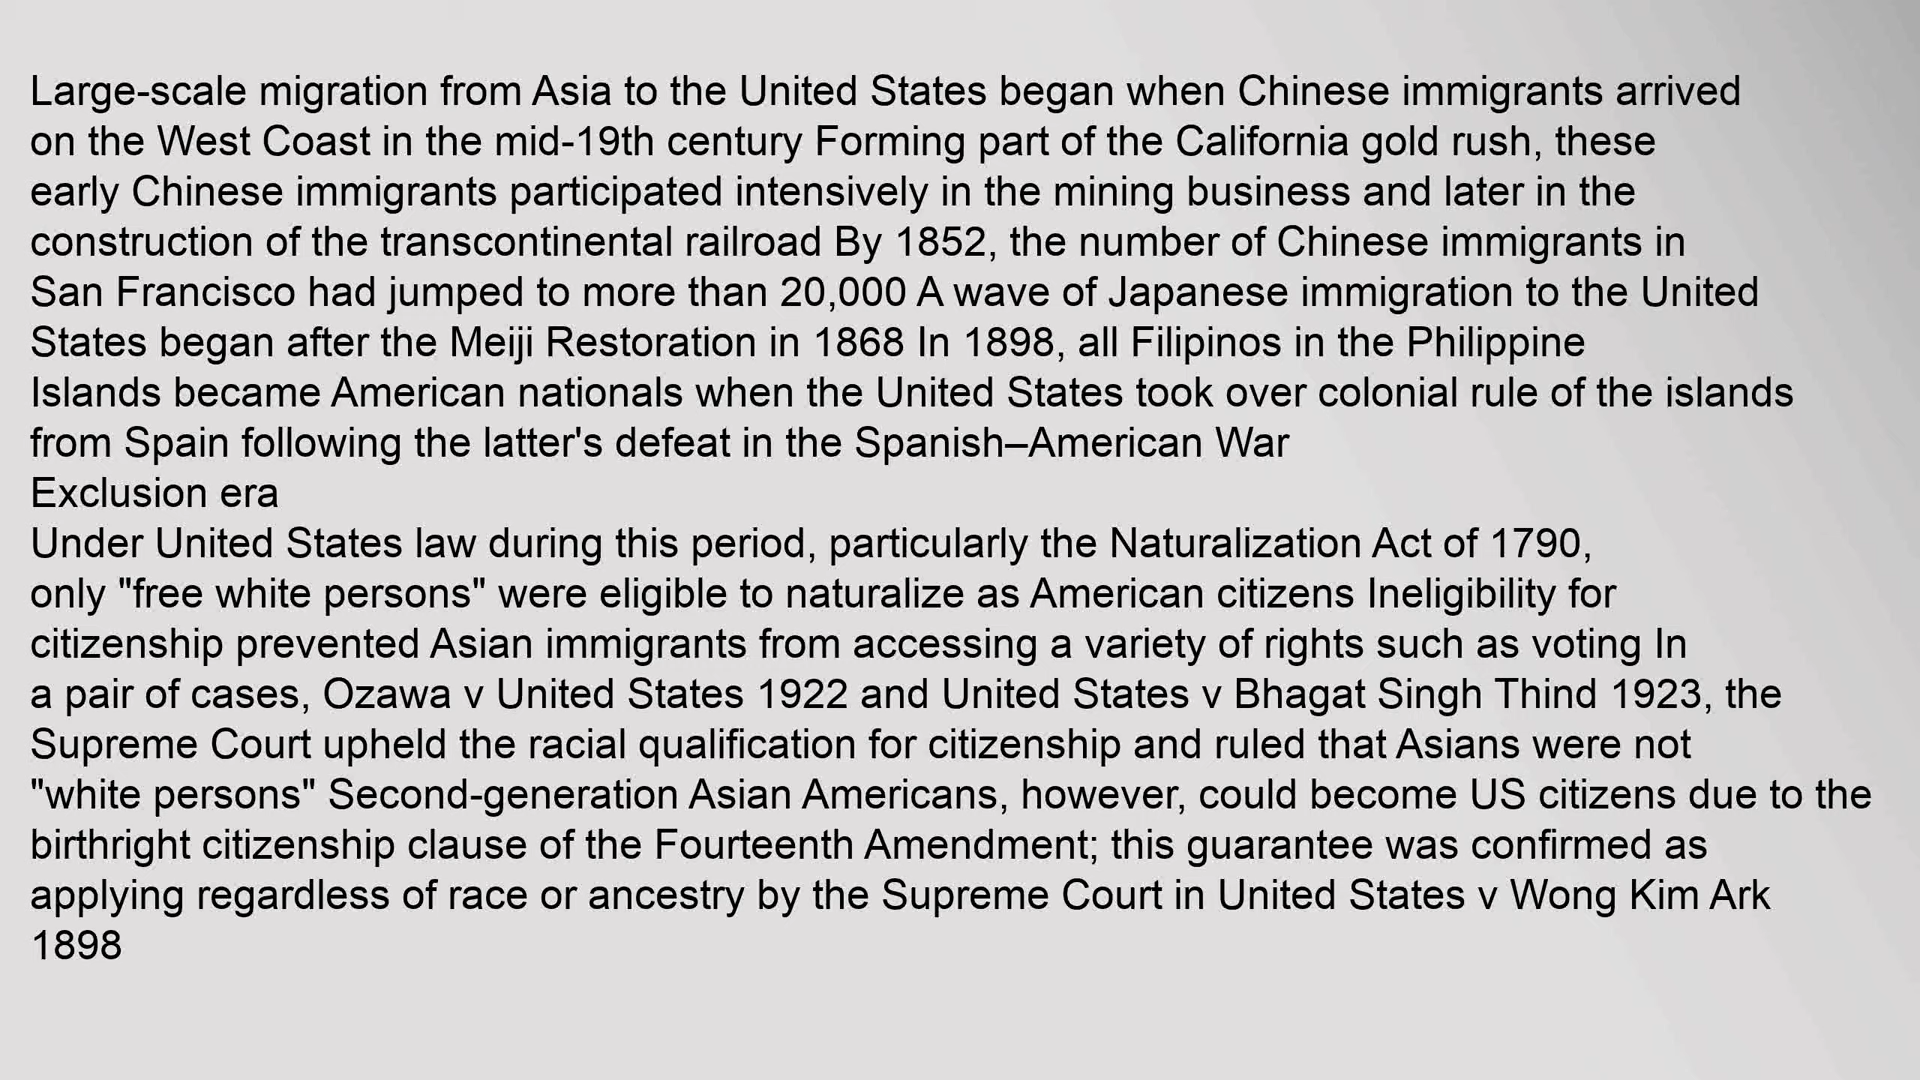 Large-scale migration from Asia to the United States began when Chinese immigrants arrived
on the West Coast in the mid-19th century Forming part of the California gold rush, these
early Chinese immigrants participated intensively in the mining business and later in the
construction of the transcontinental railroad By 1852, the number of Chinese immigrants in
San Francisco had jumped to more than 20,000 A wave of Japanese immigration to the United
States began after the Meiji Restoration in 1868 In 1898, all Filipinos in the Philippine
Islands became American nationals when the United States took over colonial rule of the islands
from Spain following the latter's defeat in the Spanish–American War
Exclusion era
Under United States law during this period, particularly the Naturalization Act of 1790,
only "free white persons" were eligible to naturalize as American citizens Ineligibility for
citizenship prevented Asian immigrants from accessing a variety of rights such as voting In
a pair of cases, Ozawa v United States 1922 and United States v Bhagat Singh Thind 1923, the
Supreme Court upheld the racial qualification for citizenship and ruled that Asians were not
"white persons" Second-generation Asian Americans, however, could become US citizens due to the
birthright citizenship clause of the Fourteenth Amendment; this guarantee was confirmed as
applying regardless of race or ancestry by the Supreme Court in United States v Wong Kim Ark
1898